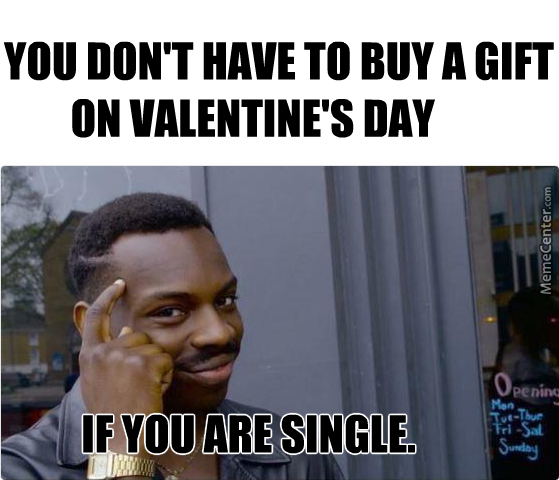 YOU DON'T HAVE TO BUY A GIFT
ON VALENTINE'S DAY
MemeCenter.com
Opening
Mon
Tue-Thur
Fri-Sat
Sunday
IF YOU ARE SINGLE.